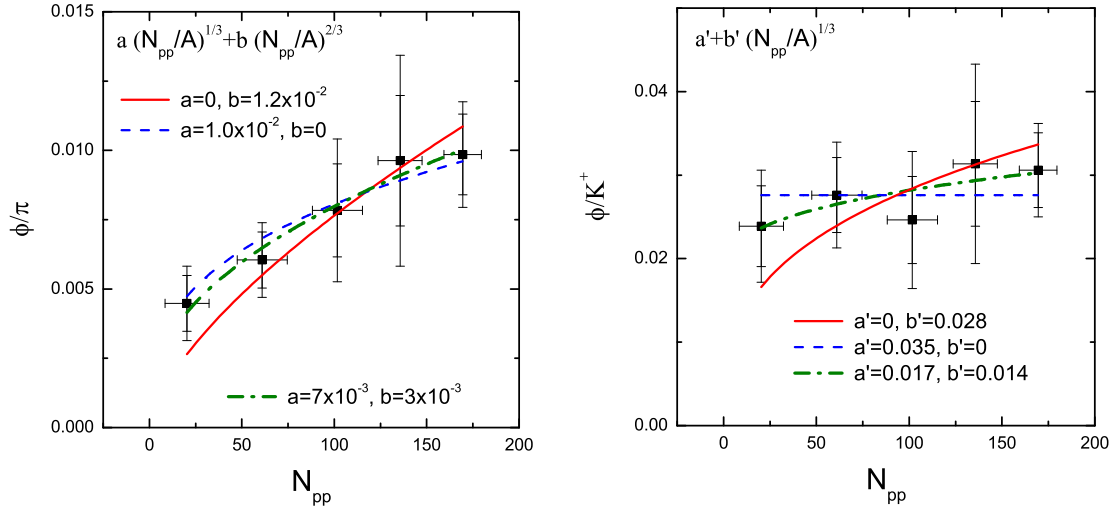 a (N_pp/A)^1/3+b (N_pp/A)^2/3
a=0, b=1.2x10^-2
a=1.0x10^-2, b=0
a=7x10^-3, b=3x10^-3
0.015
0.010
0.005
0.000
ϕ/π
0 50 100 150 200
N_pp
a'+b' (N_pp/A)^1/3
a'=0, b'=0.028
a'=0.035, b'=0
a'=0.017, b'=0.014
0.04
0.02
0.00
ϕ/K^+
0 50 100 150 200
N_pp